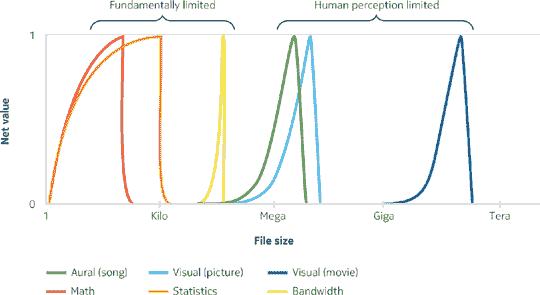 Fundamentally limited
Human perception limited
1
Net value
0
1
Kilo
Mega
Giga
Tera
File size
Aural (song)
Visual (picture)
Visual (movie)
Math
Statistics
Bandwidth